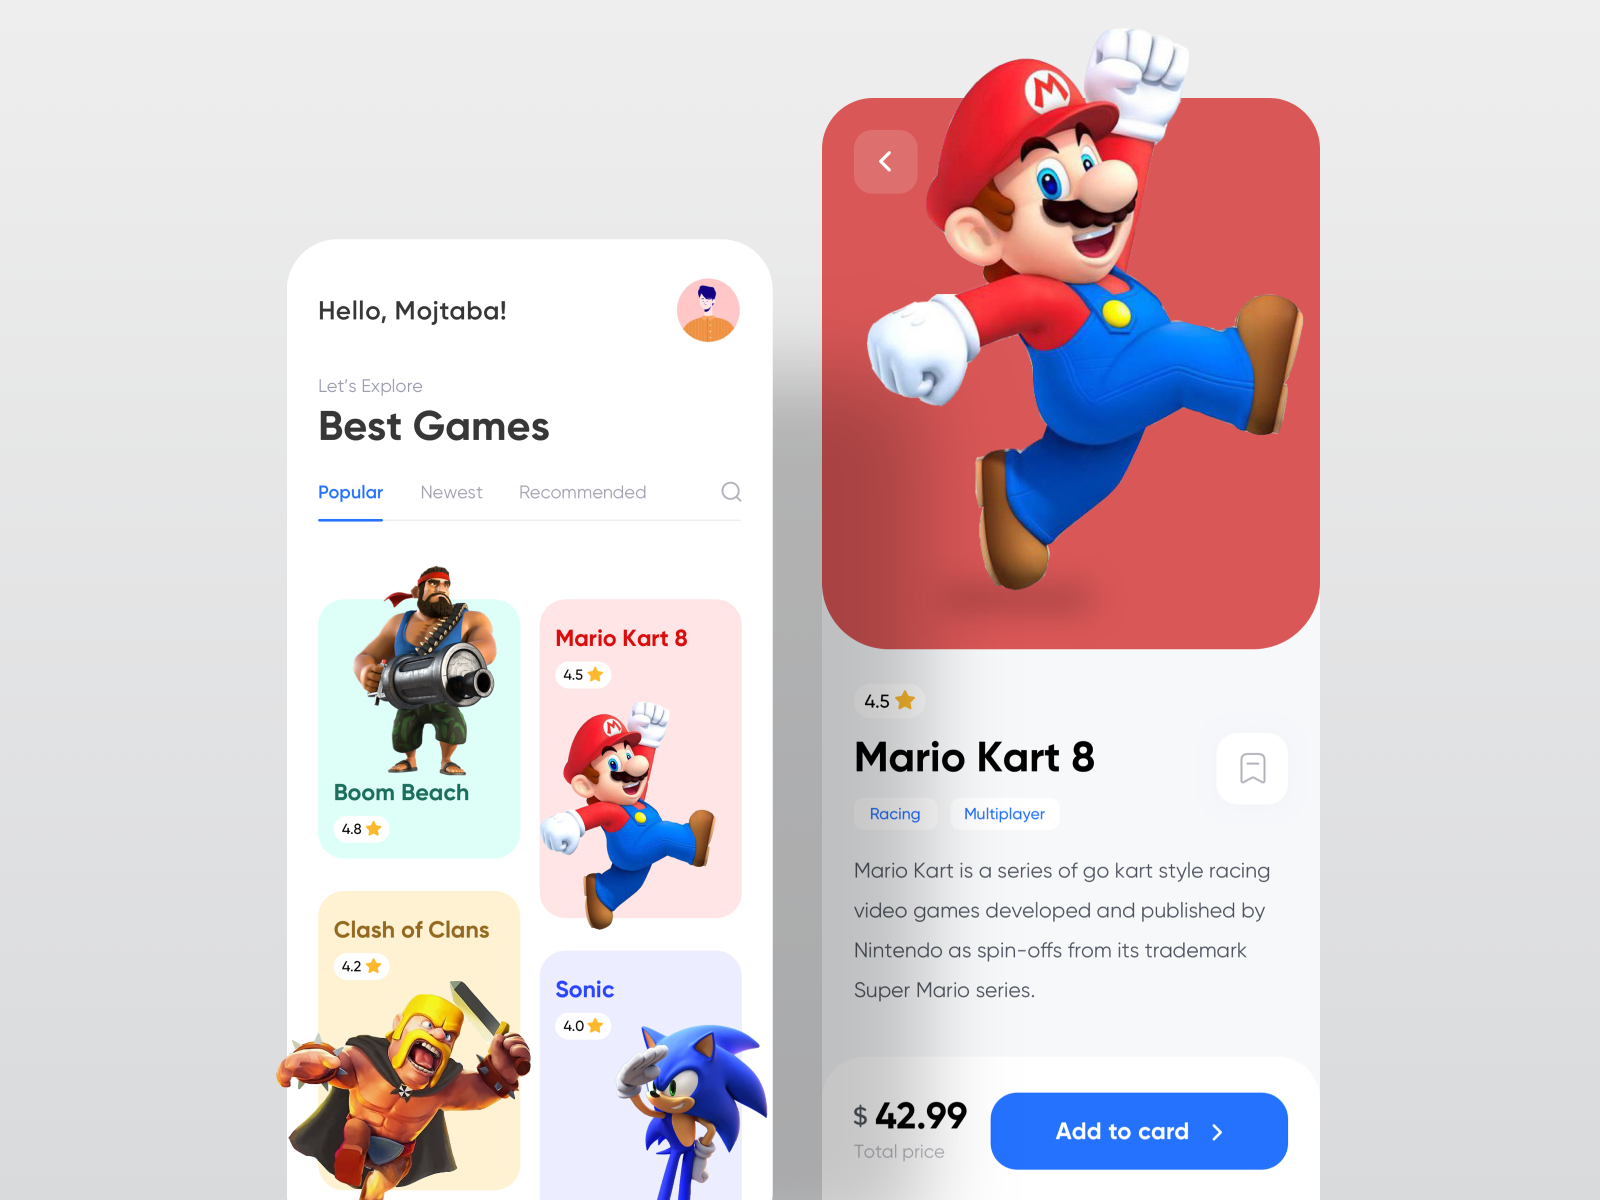 Hello, Mojtaba!
Let's Explore
Best Games
Popular
Newest
Recommended
Boom Beach
4.8
Mario Kart 8
4.5
M
Clash of Clans
4.2
Sonic
4.0
M
4.5
Mario Kart 8
Racing
Multiplayer
Mario Kart is a series of go kart style racing
video games developed and published by
Nintendo as spin-offs from its trademark
Super Mario series.
$ 42.99
Total price
Add to card